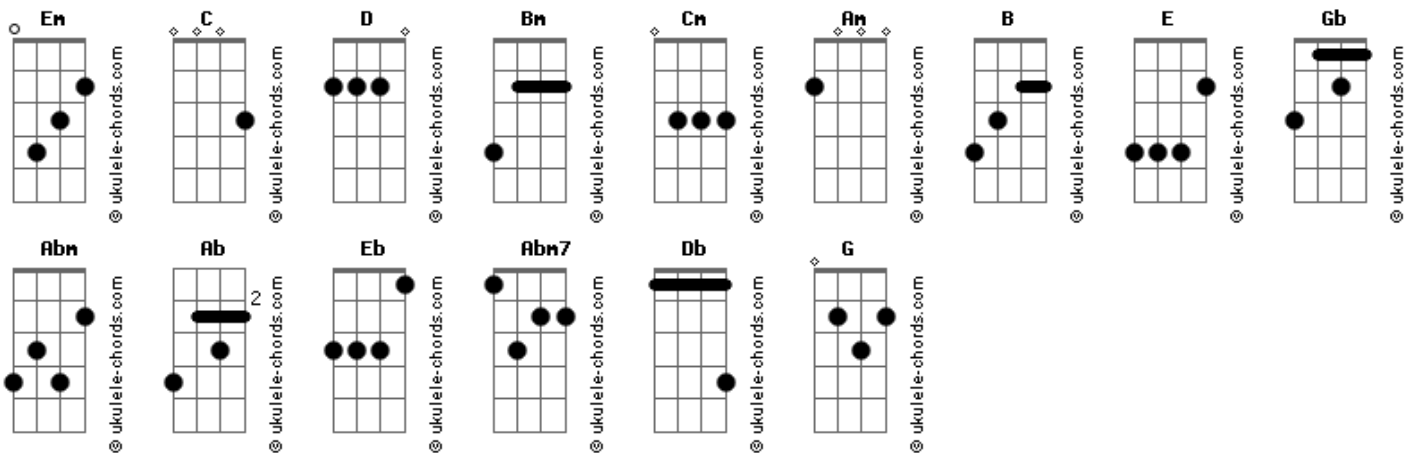 Em C D Bm Cm Am B E Gb
© ukulele-chords.com © ukulele-chords.com © ukulele-chords.com © ukulele-chords.com © ukulele-chords.com © ukulele-chords.com © ukulele-chords.com © ukulele-chords.com © ukulele-chords.com
Abm Ab Eb Abm7 Db G
2
© ukulele-chords.com © ukulele-chords.com © ukulele-chords.com © ukulele-chords.com © ukulele-chords.com © ukulele-chords.com